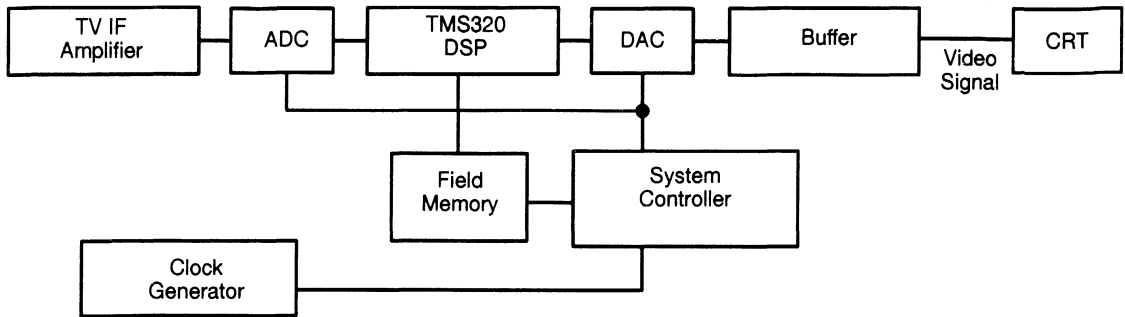 TV IF
Amplifier
ADC
TMS320
DSP
DAC
Buffer
Video
Signal
CRT
Field
Memory
System
Controller
Clock
Generator